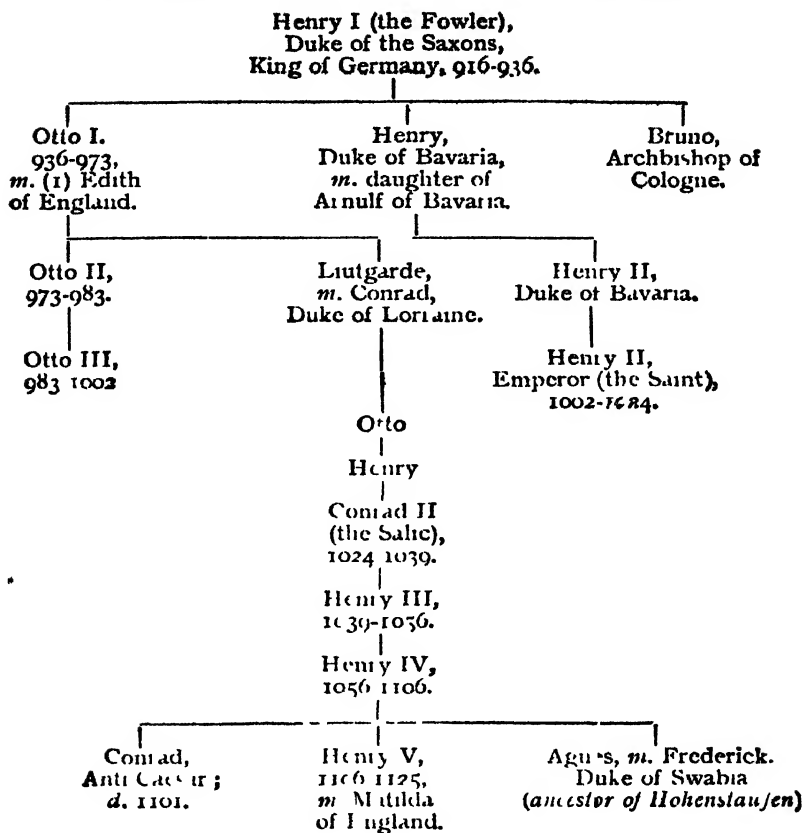 Henry I (the Fowler),
Duke of the Saxons,
King of Germany, 916-936.
Otto I.
936-973,
m. (1) Edith
of England.
Henry,
Duke of Bavaria,
m. daughter of
Arnulf of Bavaria.
Bruno,
Archbishop of
Cologne.
Otto II,
973-983.
Liutgarde,
m. Conrad,
Duke of Lorraine.
Henry II,
Duke of Bavaria.
Otto III,
983 1002
Henry II,
Emperor (the Saint),
Otto
Henry
Conrad II
(the Salic),
1024 1039.
Henry III,
1039-1056.
Henry IV,
1056 1106.
Conrad,
Anti Caesar;
d. 1101.
Henry V,
1106 1125,
m Matilda
of England.
Agnes, m. Frederick.
Duke of Swabia
(ancestor of Hohenstaufen)